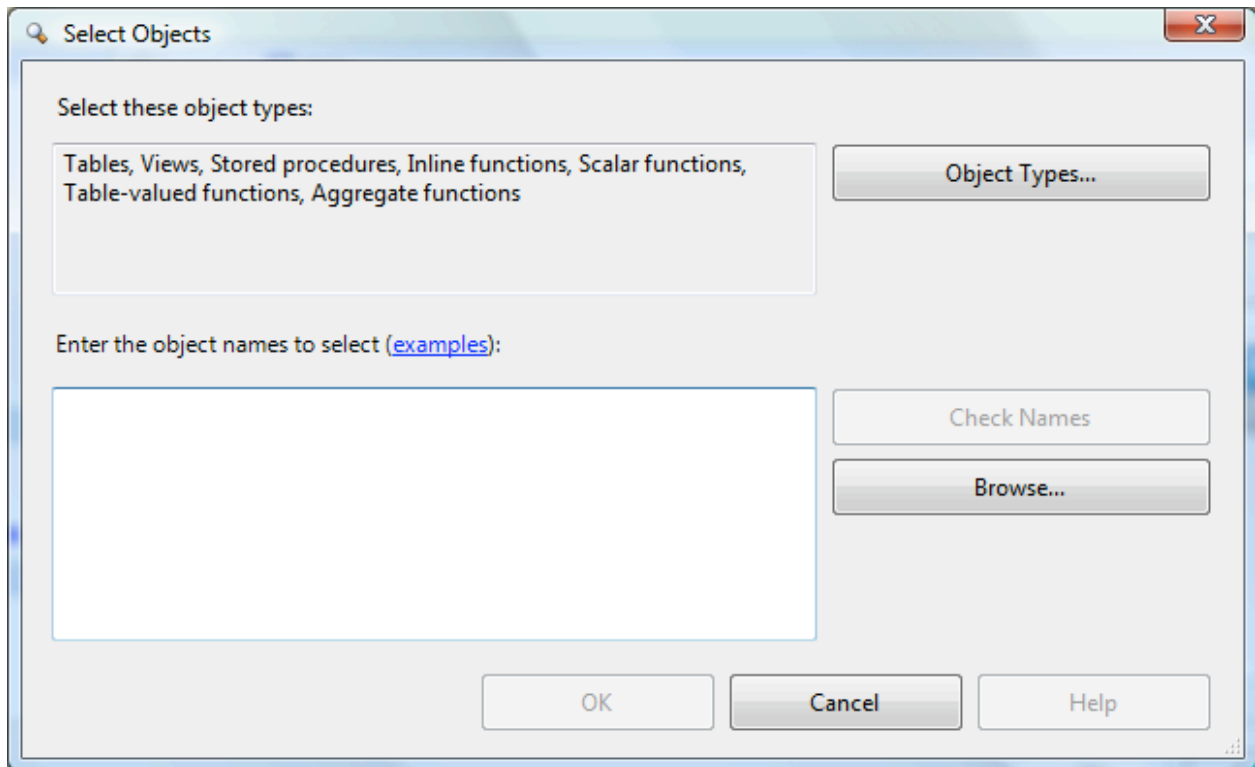 Select Objects
Select these object types:
Tables, Views, Stored procedures, Inline functions, Scalar functions,
Table-valued functions, Aggregate functions
Object Types...
Enter the object names to select (examples):
Check Names
Browse...
OK
Cancel
Help